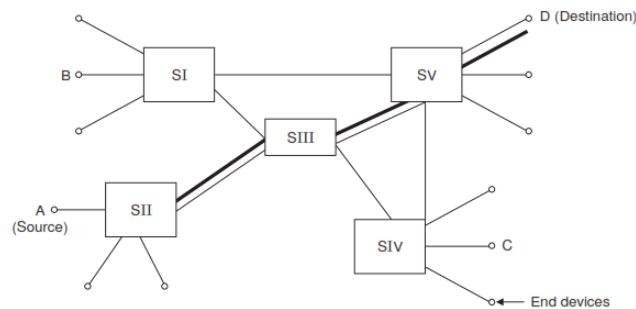 D (Destination)
B
SI
SV
SIII
A
(Source)
SII
SIV
C
End devices